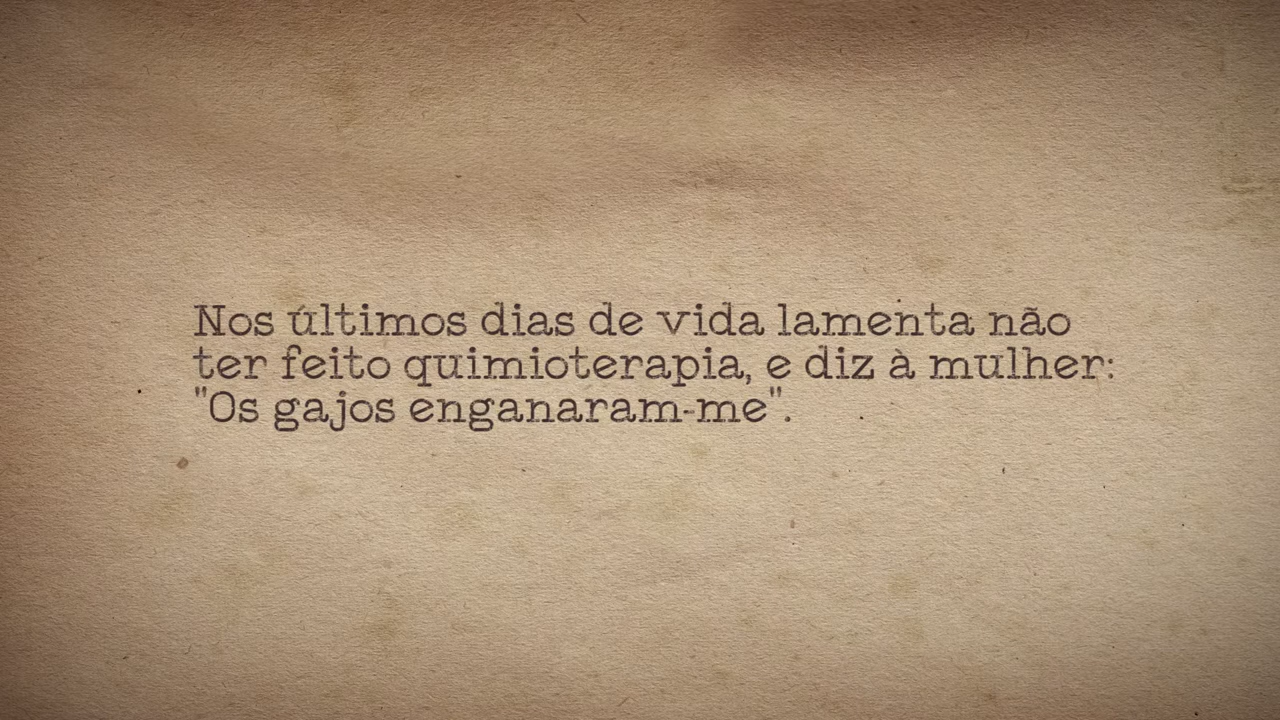 Nos últimos dias de vida lamenta não
ter feito quimioterapia, e diz à mulher:
"Os gajos enganaram-me".